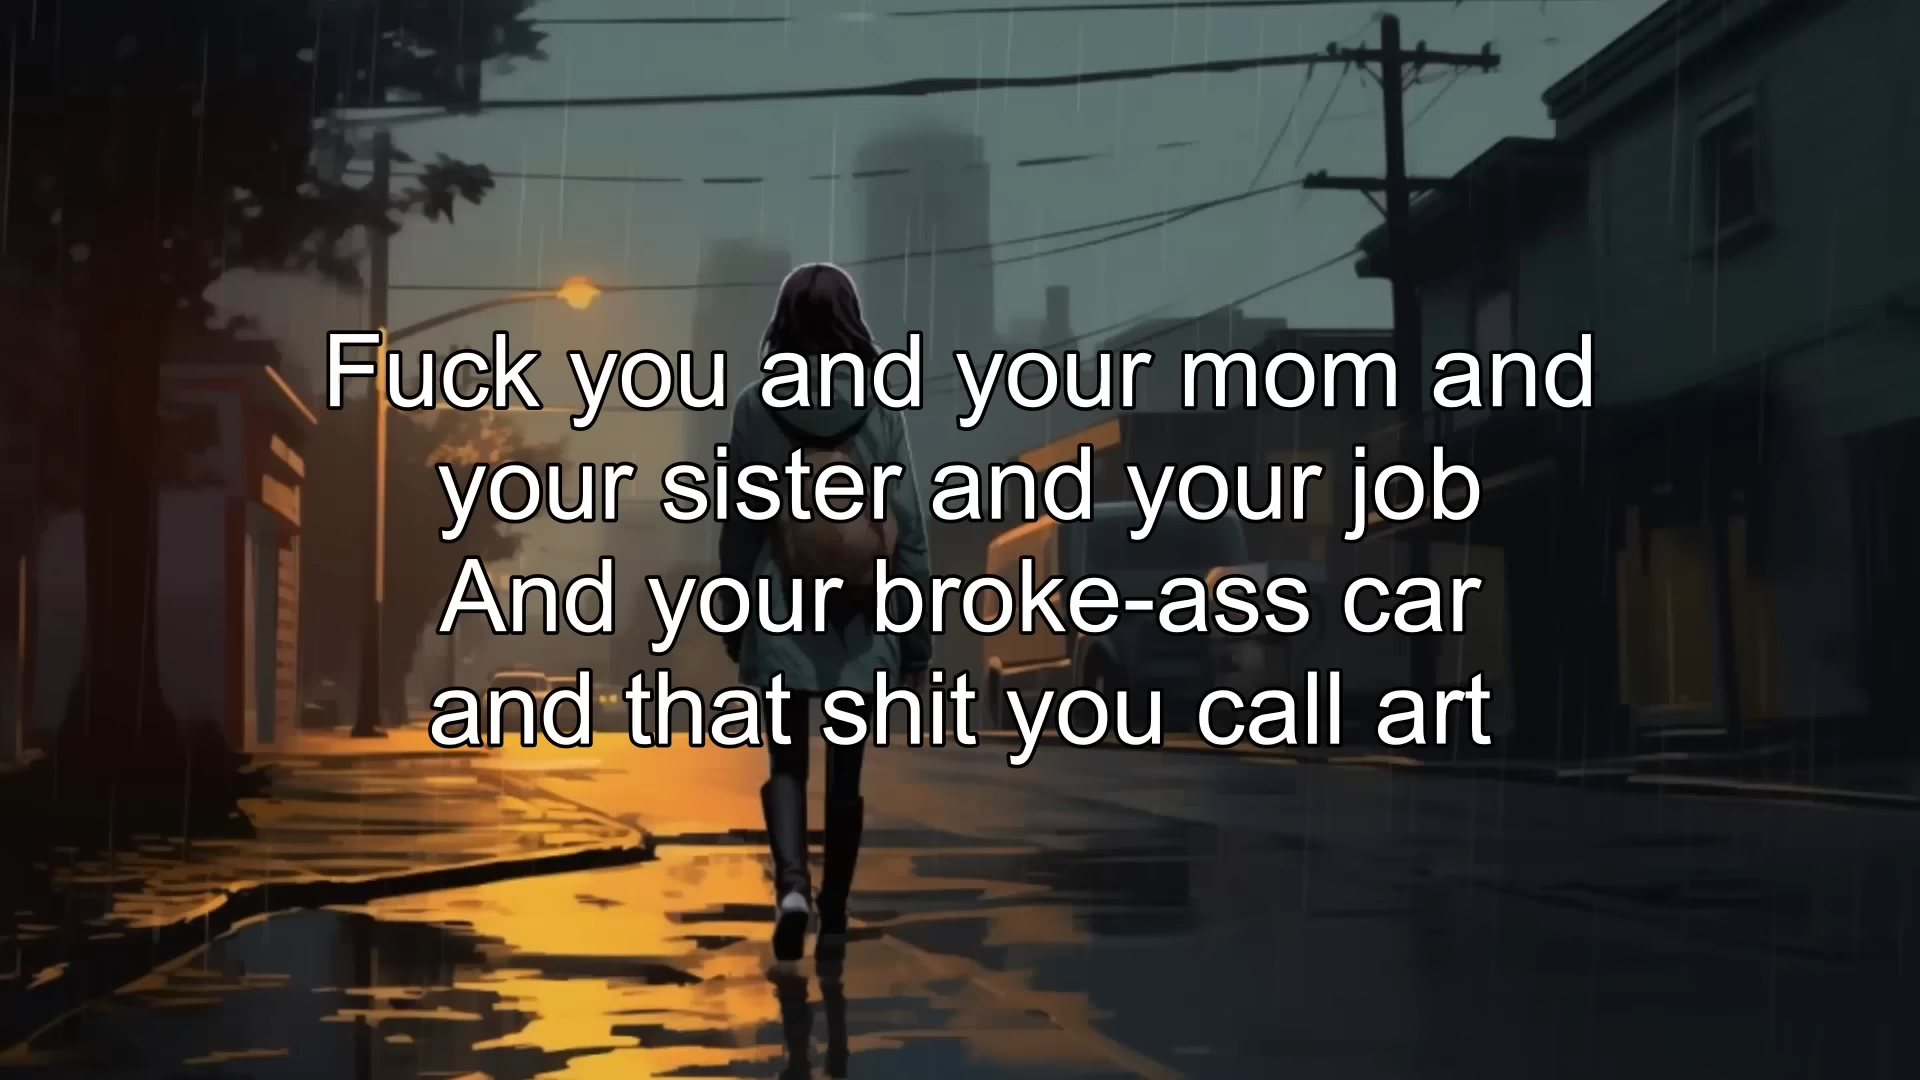 Fuck you and your mom and
your sister and your job
And your broke-ass car
and that shit you call art